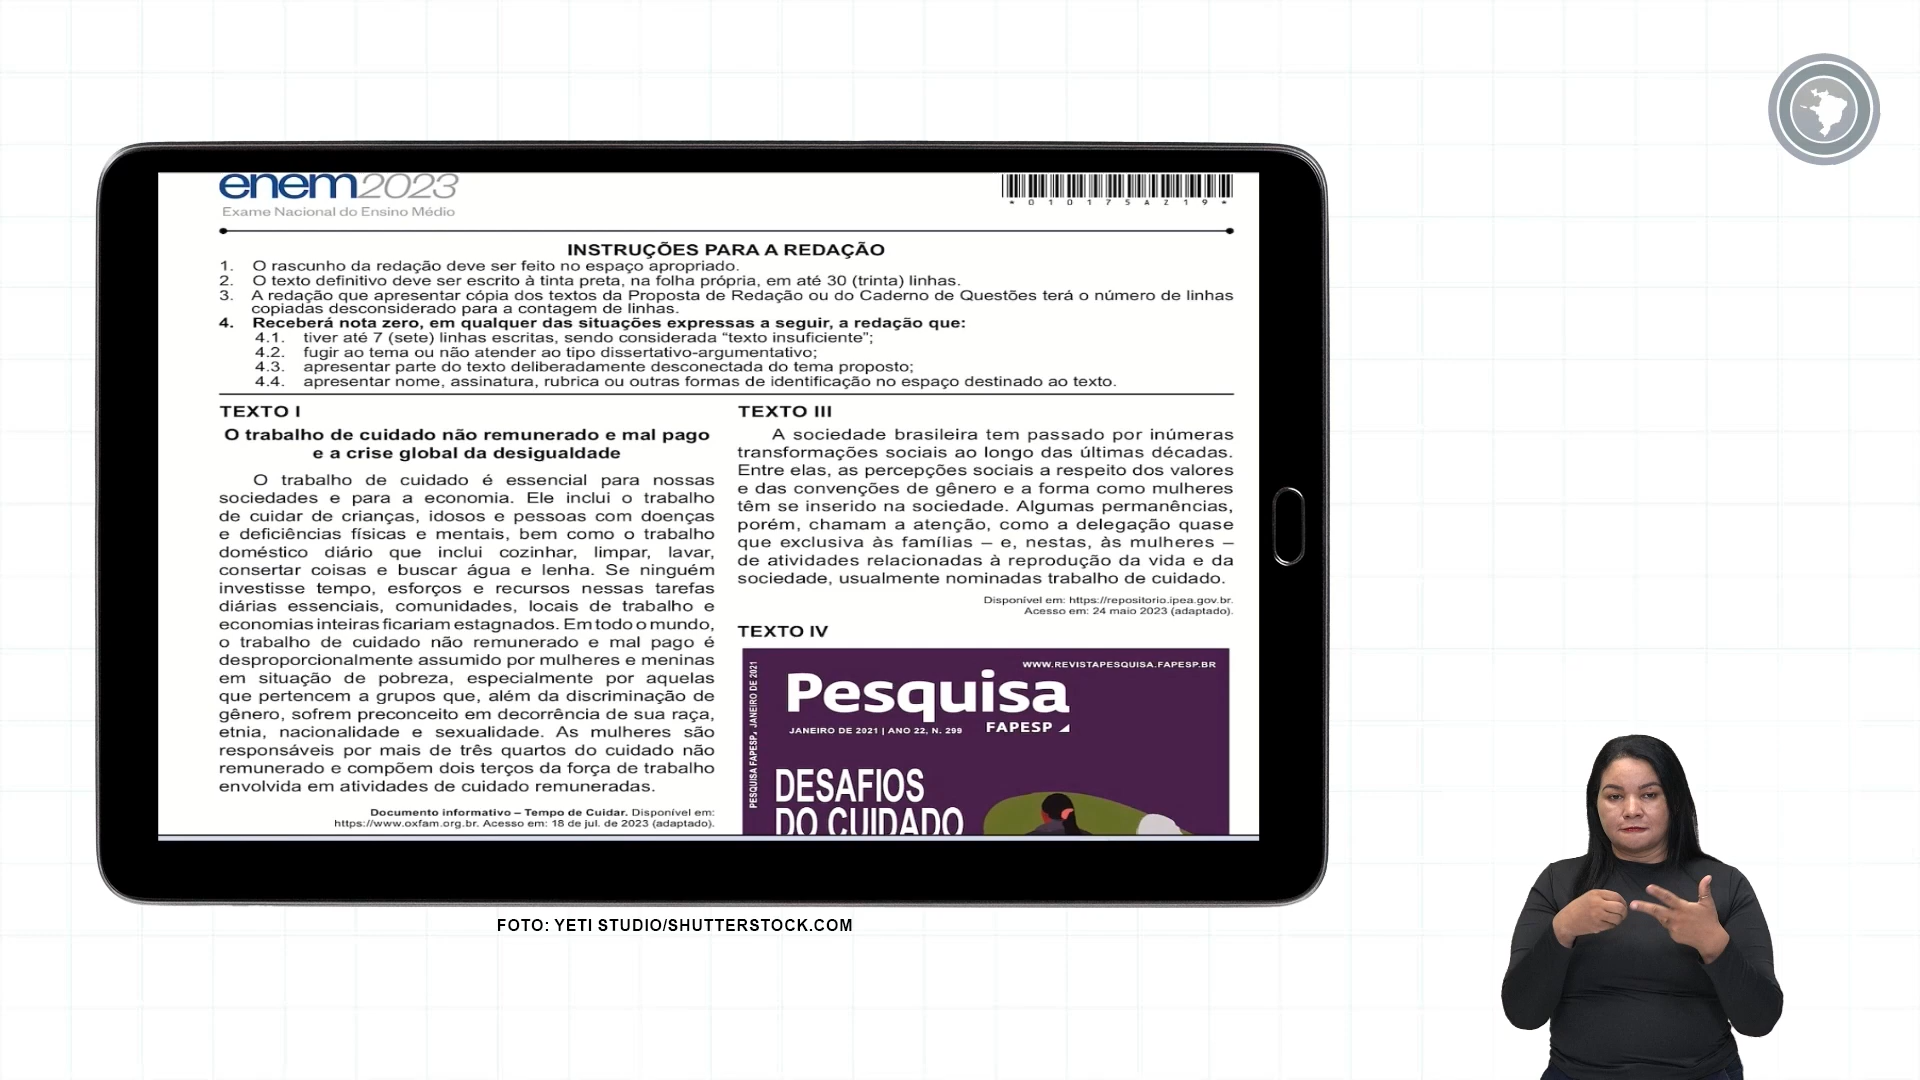 enem2023
Exame Nacional do Ensino Médio
*010175AZ19*
INSTRUÇÕES PARA A REDAÇÃO
1. O rascunho da redação deve ser feito no espaço apropriado.
2. O texto definitivo deve ser escrito à tinta preta, na folha própria, em até 30 (trinta) linhas.
3. A redação que apresentar cópia dos textos da Proposta de Redação ou do Caderno de Questões terá o número de linhas
copiadas desconsiderado para a contagem de linhas.
4. Receberá nota zero, em qualquer das situações expressas a seguir, a redação que:
4.1. tiver até 7 (sete) linhas escritas, sendo considerada “texto insuficiente”;
4.2. fugir ao tema ou não atender ao tipo dissertativo-argumentativo;
4.3. apresentar parte do texto deliberadamente desconectada do tema proposto;
4.4. apresentar nome, assinatura, rubrica ou outras formas de identificação no espaço destinado ao texto.
TEXTO I
O trabalho de cuidado não remunerado e mal pago
e a crise global da desigualdade
O trabalho de cuidado é essencial para nossas
sociedades e para a economia. Ele inclui o trabalho
de cuidar de crianças, idosos e pessoas com doenças
e deficiências físicas e mentais, bem como o trabalho
doméstico diário que inclui cozinhar, limpar, lavar,
consertar coisas e buscar água e lenha. Se ninguém
investisse tempo, esforços e recursos nessas tarefas
diárias essenciais, comunidades, locais de trabalho e
economias inteiras ficariam estagnados. Em todo o mundo,
o trabalho de cuidado não remunerado e mal pago é
desproporcionalmente assumido por mulheres e meninas
em situação de pobreza, especialmente por aquelas
que pertencem a grupos que, além da discriminação de
gênero, sofrem preconceito em decorrência de sua raça,
etnia, nacionalidade e sexualidade. As mulheres são
responsáveis por mais de três quartos do cuidado não
remunerado e compõem dois terços da força de trabalho
envolvida em atividades de cuidado remuneradas.
Documento informativo – Tempo de Cuidar. Disponível em:
https://www.oxfam.org.br. Acesso em: 18 de jul. de 2023 (adaptado).
TEXTO III
A sociedade brasileira tem passado por inúmeras
transformações sociais ao longo das últimas décadas.
Entre elas, as percepções sociais a respeito dos valores
e das convenções de gênero e a forma como mulheres
têm se inserido na sociedade. Algumas permanências,
porém, chamam a atenção, como a delegação quase
que exclusiva às famílias – e, nestas, às mulheres –
de atividades relacionadas à reprodução da vida e da
sociedade, usualmente nominadas trabalho de cuidado.
Disponível em: https://repositorio.ipea.gov.br.
Acesso em: 24 maio 2023 (adaptado).
TEXTO IV
PESQUISA FAPESP, JANEIRO DE 2021
WWW.REVISTAPESQUISA.FAPESP.BR
Pesquisa
JANEIRO DE 2021 | ANO 22, N. 299
FAPESP
DESAFIOS
DO CUIDADO
FOTO: YETI STUDIO/SHUTTERSTOCK.COM